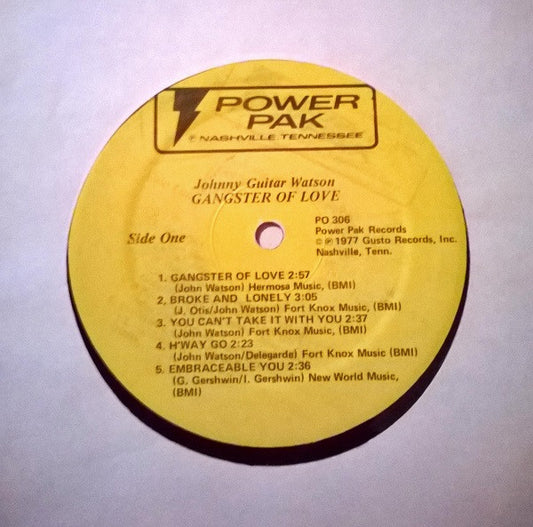 POWER
PAK
℗ NASHVILLE, TENNESSEE
Johnny Guitar Watson
GANGSTER OF LOVE
Side One
PO 306
Power Pak Records
© ℗ 1977 Gusto Records, Inc.
Nashville, Tenn.
1. GANGSTER OF LOVE 2:57
(John Watson) Hermosa Music, (BMI)
2. BROKE AND LONELY 3:05
(J. Otis/John Watson) Fort Knox Music, (BMI)
3. YOU CAN'T TAKE IT WITH YOU 2:37
(John Watson) Fort Knox Music, (BMI)
4. H'WAY GO 2:23
(John Watson/Delegarde) Fort Knox Music (BMI)
5. EMBRACEABLE YOU 2:36
(G. Gershwin/I. Gershwin) New World Music,
(BMI)